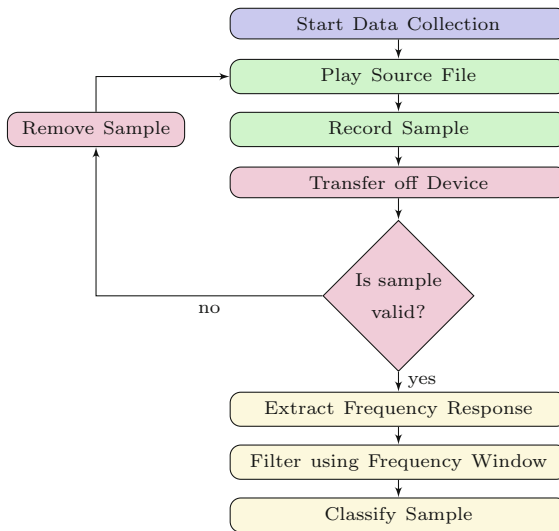 Start Data Collection
Play Source File
Remove Sample
Record Sample
Transfer off Device
Is sample
valid?
no
yes
Extract Frequency Response
Filter using Frequency Window
Classify Sample